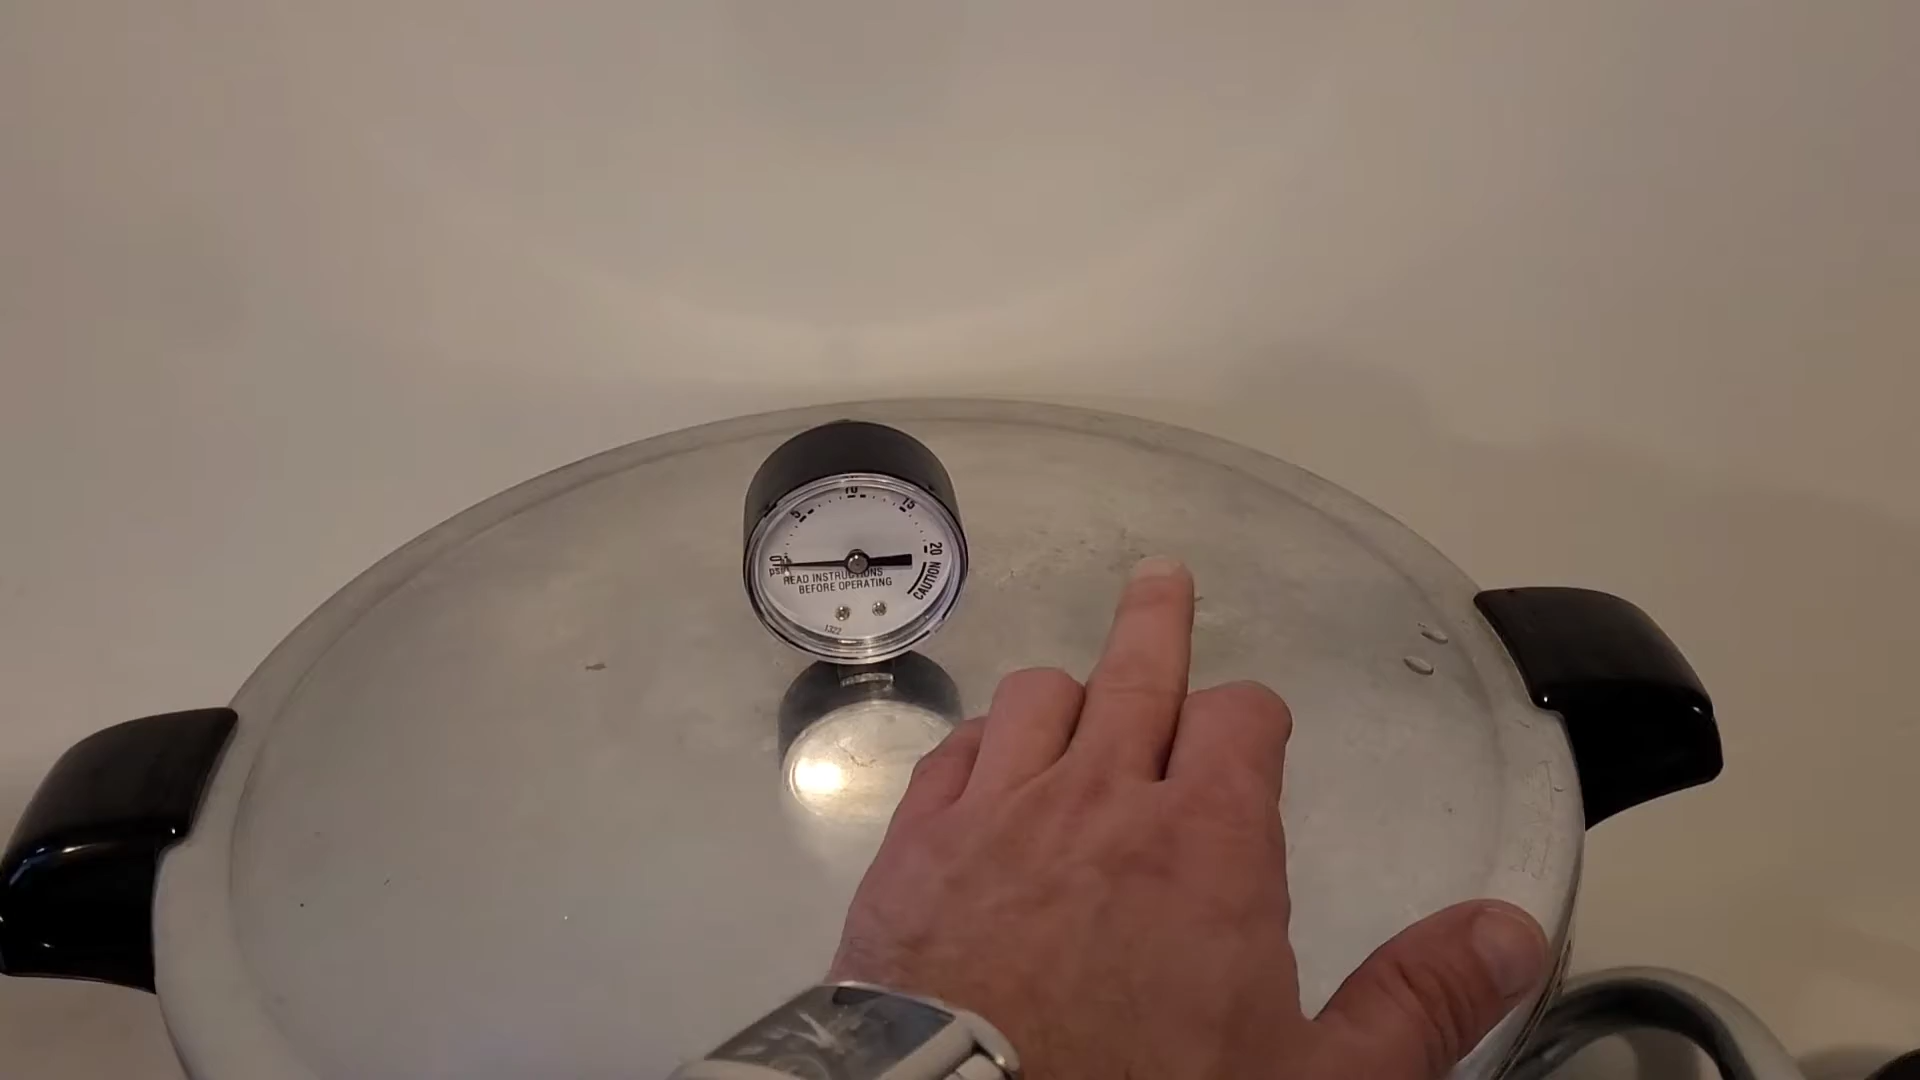 0
5
10
15
20
psi
READ INSTRUCTIONS
BEFORE OPERATING
CAUTION
1322